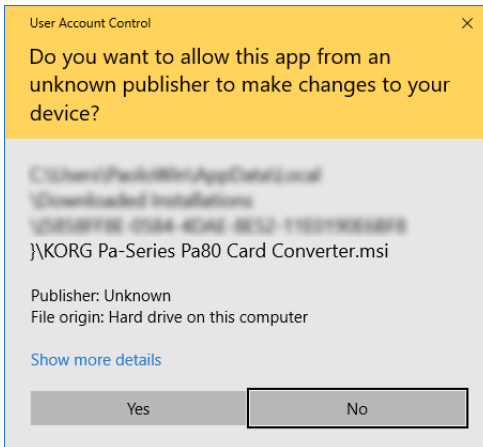 User Account Control
Do you want to allow this app from an
unknown publisher to make changes to your
device?
}\KORG Pa-Series Pa80 Card Converter.msi
Publisher: Unknown
File origin: Hard drive on this computer
Show more details
Yes
No